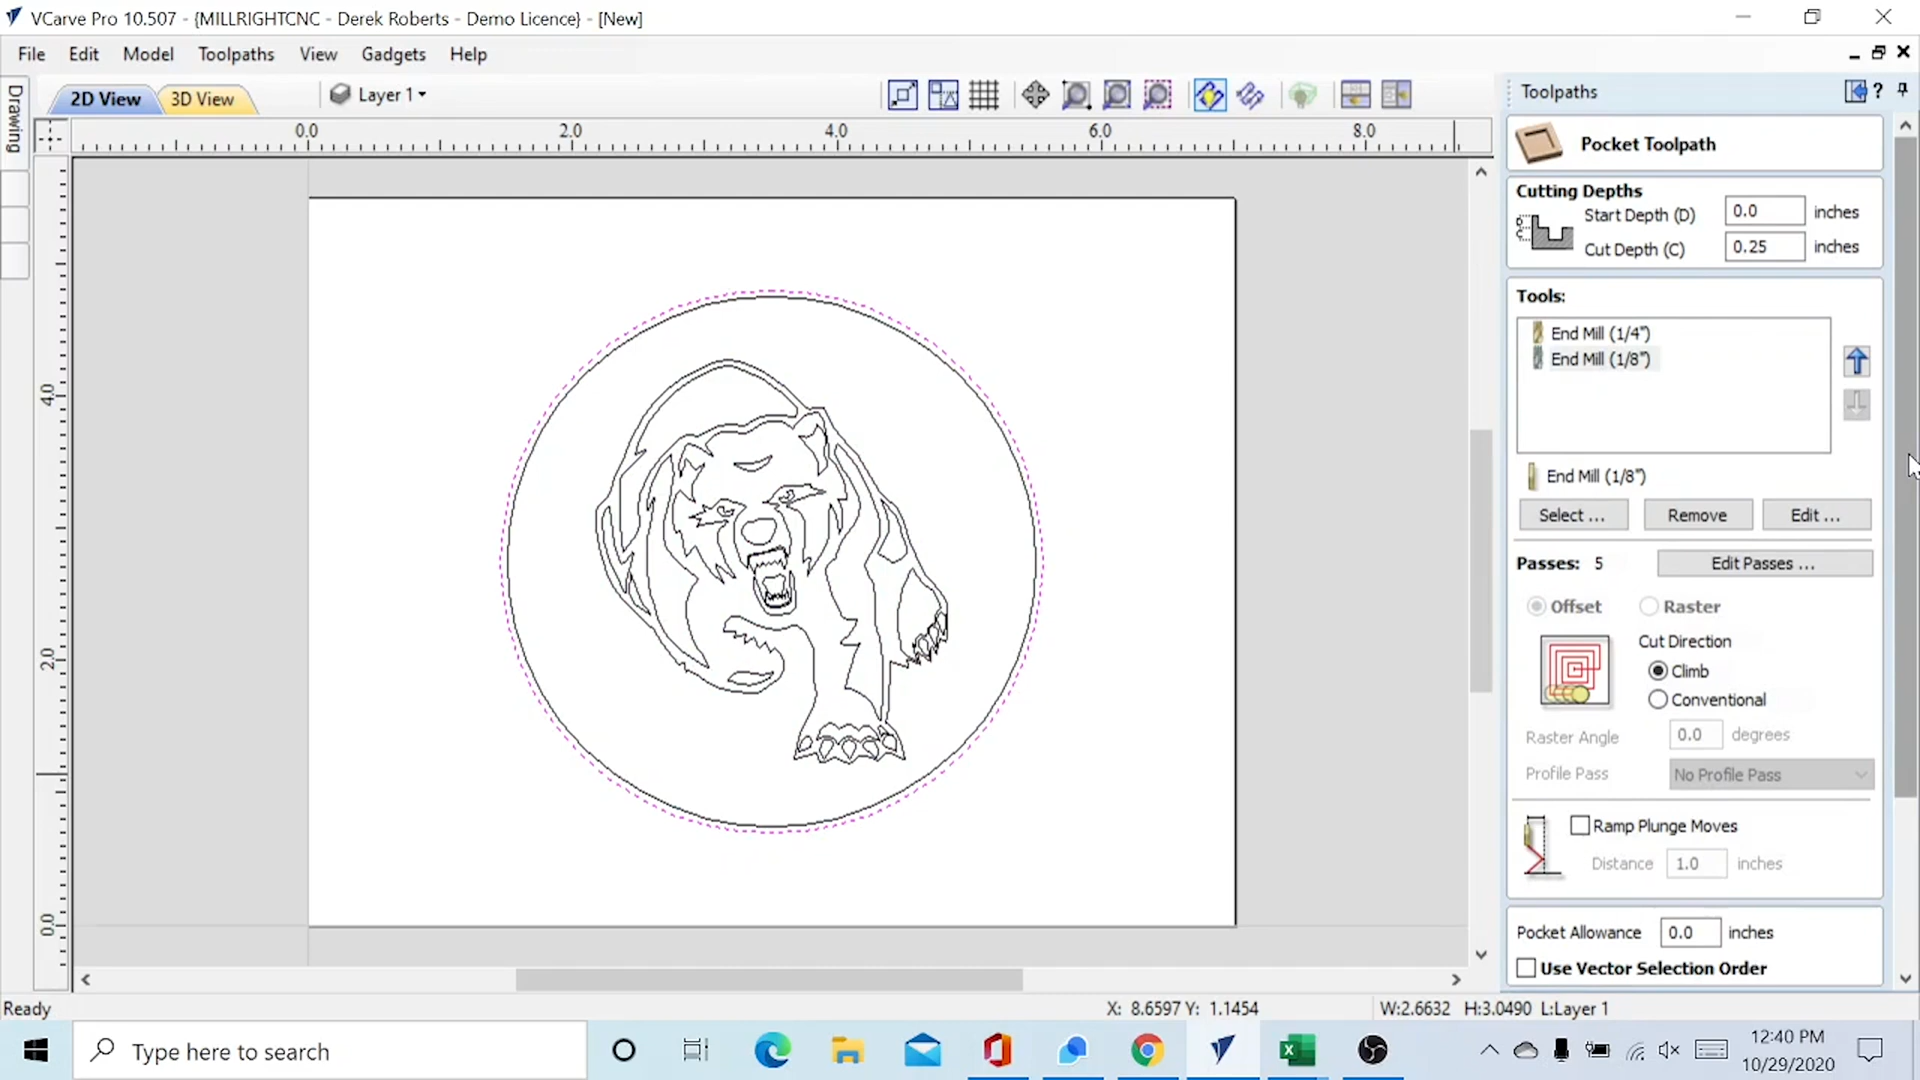 VCarve Pro 10.507 - {MILLRIGHTCNC - Derek Roberts - Demo Licence} - [New]
File Edit Model Toolpaths View Gadgets Help
Drawing
2D View 3D View Layer 1
0.0 2.0 4.0 6.0 8.0
4.0
2.0
0.0
Toolpaths ?
Pocket Toolpath
Cutting Depths
Start Depth (D) 0.0 inches
Cut Depth (C) 0.25 inches
Tools:
End Mill (1/4")
End Mill (1/8")
End Mill (1/8")
Select ... Remove Edit ...
Passes: 5 Edit Passes ...
Offset Raster
Cut Direction
Climb
Conventional
Raster Angle 0.0 degrees
Profile Pass No Profile Pass
Ramp Plunge Moves
Distance 1.0 inches
Pocket Allowance 0.0 inches
Use Vector Selection Order
Ready X: 8.6597 Y: 1.1454 W:2.6632 H:3.0490 L:Layer 1
Type here to search
12:40 PM
10/29/2020